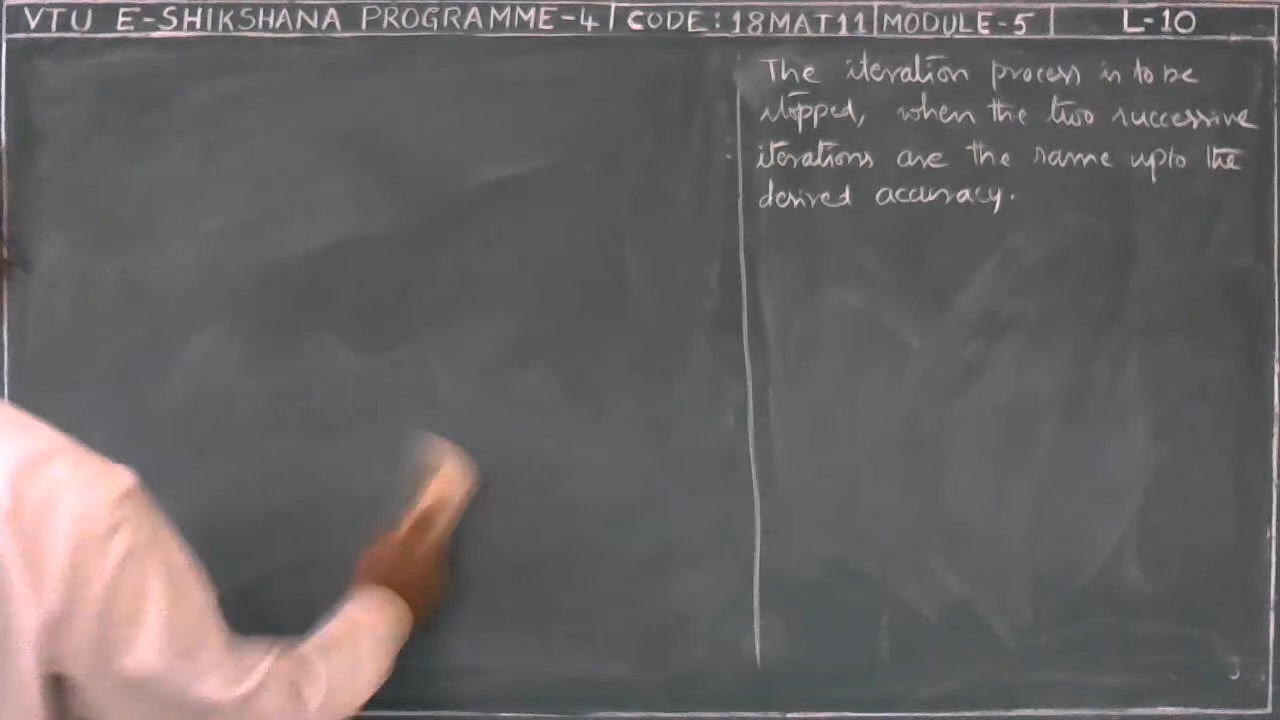 VTU E-SHIKSHANA PROGRAMME-4 | CODE: 18MAT11 | MODULE-5 | L-10
The iteration process is to be
stopped, when the two successive
iterations are the same upto the
desired accuracy.